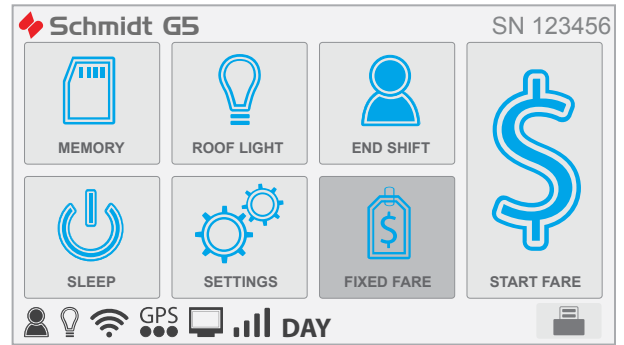 Schmidt G5 SN 123456
MEMORY ROOF LIGHT END SHIFT
SLEEP SETTINGS FIXED FARE START FARE
GPS DAY